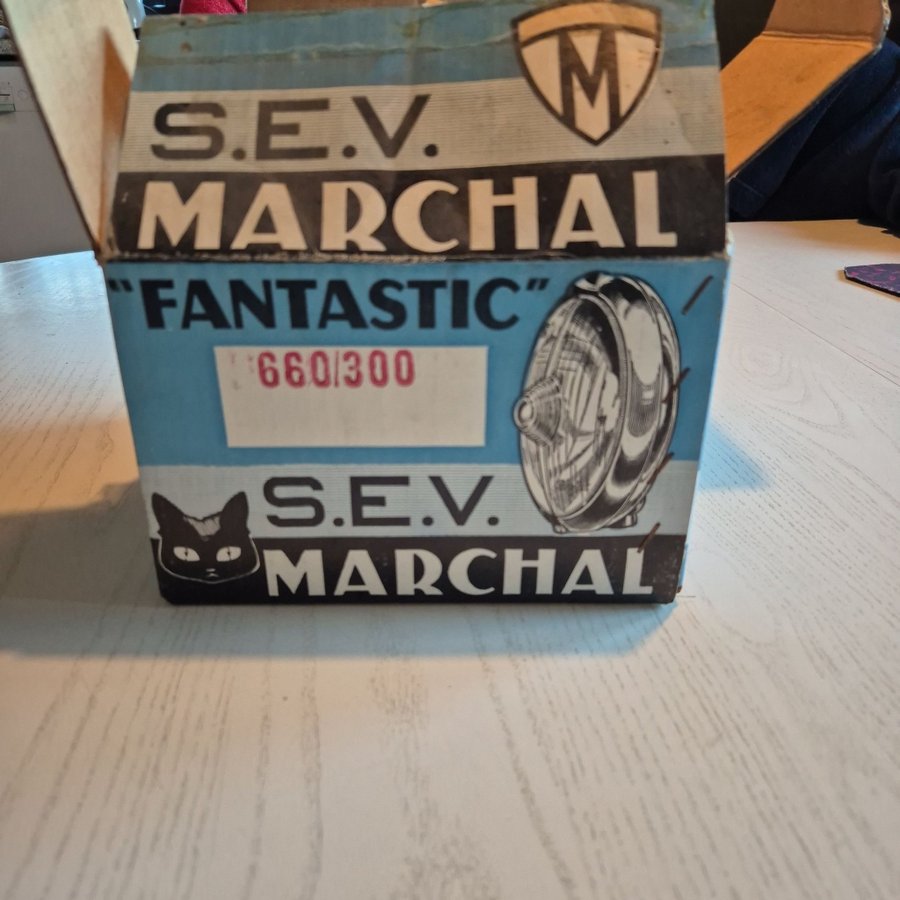 M
S.E.V.
MARCHAL
"FANTASTIC"
660/300
S.E.V.
MARCHAL